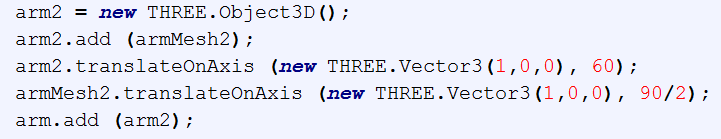 arm2 = new THREE.Object3D();
arm2.add (armMesh2);
arm2.translateOnAxis (new THREE.Vector3(1,0,0), 60);
armMesh2.translateOnAxis (new THREE.Vector3(1,0,0), 90/2);
arm.add (arm2);